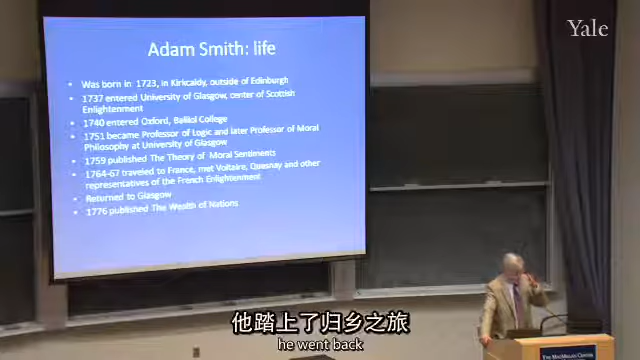 Yale
Adam Smith: life
• Was born in 1723, in Kirkcaldy, outside of Edinburgh
• 1737 entered University of Glasgow, center of Scottish
Enlightenment
• 1740 entered Oxford, Balliol College
• 1751 became Professor of Logic and later Professor of Moral
Philosophy at University of Glasgow
• 1759 published The Theory of Moral Sentiments
• 1764-67 traveled to France, met Voltaire, Quesnay and other
representatives of the French Enlightenment
• Returned to Glasgow
• 1776 published The Wealth of Nations
THE MACMILLAN CENTER
他踏上了归乡之旅
he went back